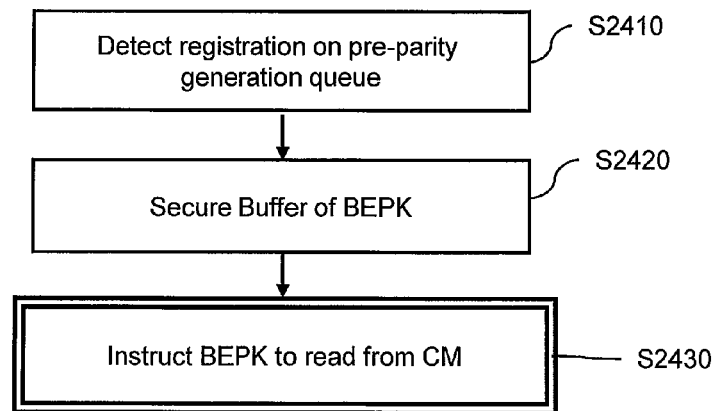 Detect registration on pre-parity
generation queue
S2410
Secure Buffer of BEPK
S2420
Instruct BEPK to read from CM
S2430